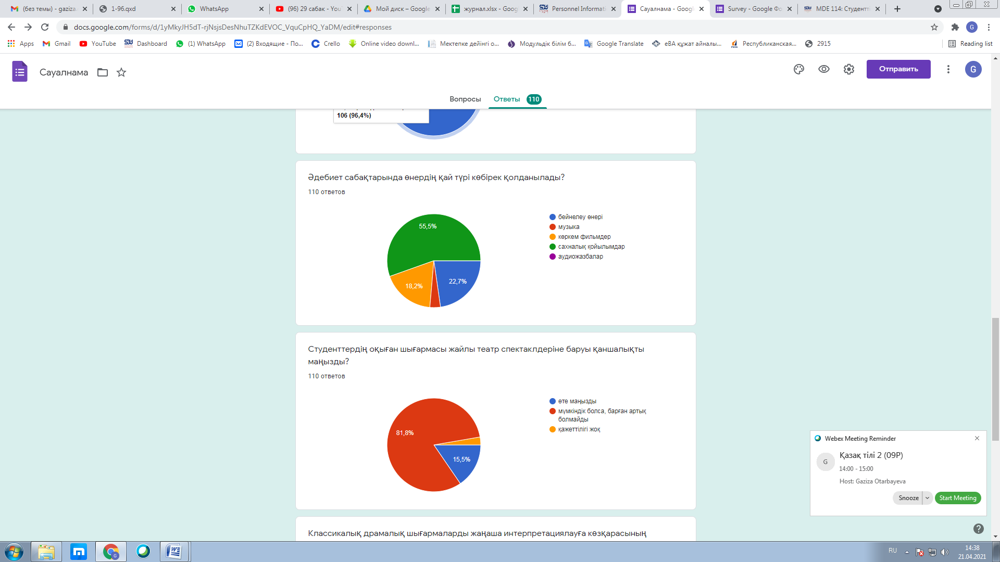 (без темы) - gaziza.
1-96.qxd
WhatsApp
(96) 29 сабак - You
Мой диск – Google
журнал.xlsx - Goog
Personnel Informati
Сауалнама - Googl
Survey - Google Фо
MDE 114: Студентт
docs.google.com/forms/d/1yMkyJH5dT-rjNsjsDesNhuTZKdEVOC_VquCpHQ_YaDM/edit#responses
G
Apps
Gmail
YouTube
Dashboard
(1) WhatsApp
(2) Входящие - По...
Crello
Online video downl...
Мектепке дейінгі о...
Модульдік білім б...
Google Translate
еВА құжат айналы...
Республиканская...
2915
Reading list
Сауалнама
Отправить
G
Вопросы
Ответы 110
106 (96,4%)
Әдебиет сабақтарында өнердің қай түрі көбірек қолданылады?
110 ответов
55,5%
22,7%
18,2%
бейнелеу өнері
музыка
көркем фильмдер
сахналық қойылымдар
аудиожазбалар
Студенттердің оқыған шығармасы жайлы театр спектаклдеріне баруы қаншалықты
маңызды?
110 ответов
81,8%
15,5%
өте маңызды
мүмкіндік болса, барған артық
болмайды
қажеттілігі жоқ
Webex Meeting Reminder
G
Қазақ тілі 2 (09P)
14:00 - 15:00
Host: Gaziza Otarbayeva
Snooze
Start Meeting
Классикалық драмалық шығармаларды жаңаша интерпретациялауға көзқарасының
RU
14:38
21.04.2021